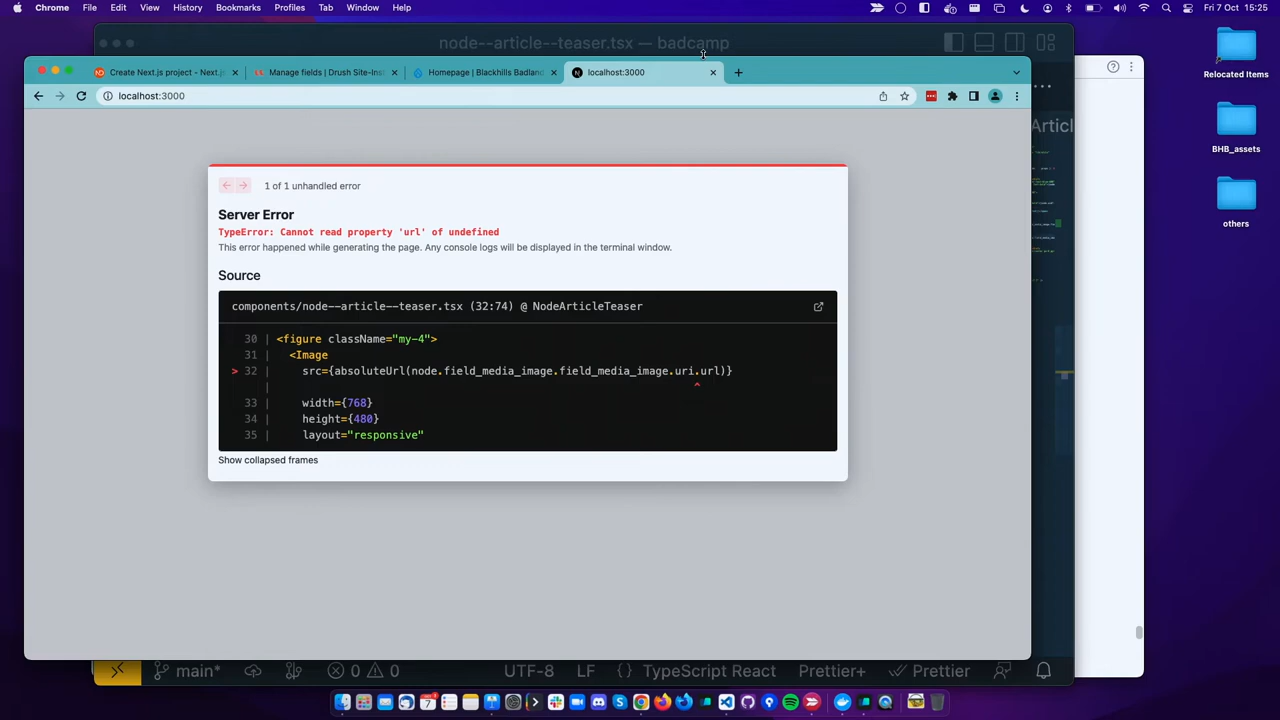 Chrome File Edit View History Bookmarks Profiles Tab Window Help
Fri 7 Oct 15:25
node--article--teaser.tsx — badcamp
Create Next.js project - Next.js
Manage fields | Drush Site-Inst
Homepage | Blackhills Badland
localhost:3000
localhost:3000
Articl
Relocated Items
BHB_assets
others
1 of 1 unhandled error
Server Error
TypeError: Cannot read property 'url' of undefined
This error happened while generating the page. Any console logs will be displayed in the terminal window.
Source
components/node--article--teaser.tsx (32:74) @ NodeArticleTeaser
30 | <figure className="my-4">
31 | <Image
> 32 | src={absoluteUrl(node.field_media_image.field_media_image.uri.url)}
| ^
33 | width={768}
34 | height={480}
35 | layout="responsive"
Show collapsed frames
main* 0 0 UTF-8 LF {} TypeScript React Prettier+ Prettier